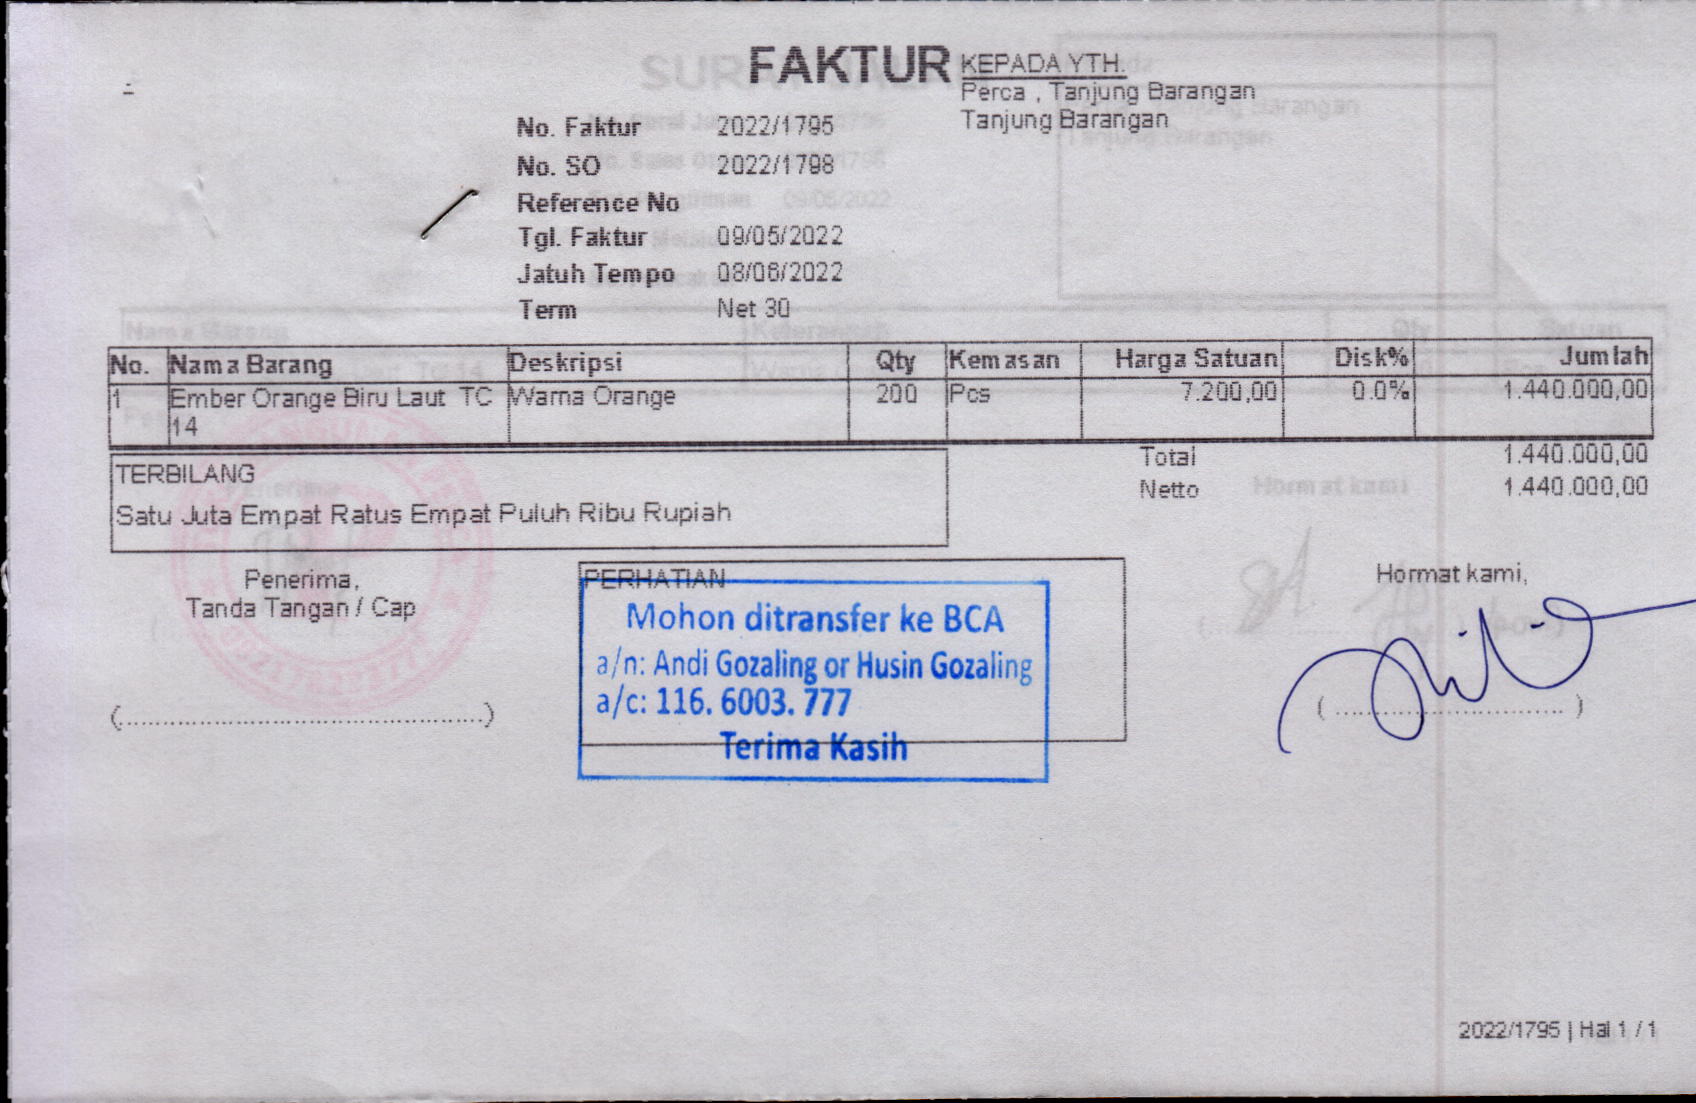 FAKTUR
KEPADA YTH.
Perca , Tanjung Barangan
Tanjung Barangan
No. Faktur 2022/1795
No. SO 2022/1798
Reference No
Tgl. Faktur 09/05/2022
Jatuh Tempo 08/06/2022
Term Net 30
No. Nama Barang Deskripsi Qty Kemasan Harga Satuan Disk% Jumlah
1 Ember Orange Biru Laut TC Warna Orange 200 Pcs 7.200,00 0.0% 1.440.000,00
14
Total 1.440.000,00
Netto 1.440.000,00
TERBILANG
Satu Juta Empat Ratus Empat Puluh Ribu Rupiah
Penerima,
Tanda Tangan / Cap
(.................................................)
PERHATIAN
Mohon ditransfer ke BCA
a/n: Andi Gozaling or Husin Gozaling
a/c: 116. 6003. 777
Terima Kasih
Hormat kami,
( ................................ )
2022/1795 | Hal 1 / 1